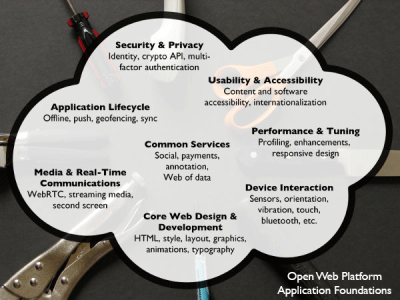 Security & Privacy
Identity, crypto API, multi-
factor authentication
Usability & Accessibility
Content and software
accessibility, internationalization
Application Lifecycle
Offline, push, geofencing, sync
Performance & Tuning
Profiling, enhancements,
responsive design
Common Services
Social, payments,
annotation,
Web of data
Media & Real-Time
Communications
WebRTC, streaming media,
second screen
Device Interaction
Sensors, orientation,
vibration, touch,
bluetooth, etc.
Core Web Design &
Development
HTML, style, layout, graphics,
animations, typography
Open Web Platform
Application Foundations